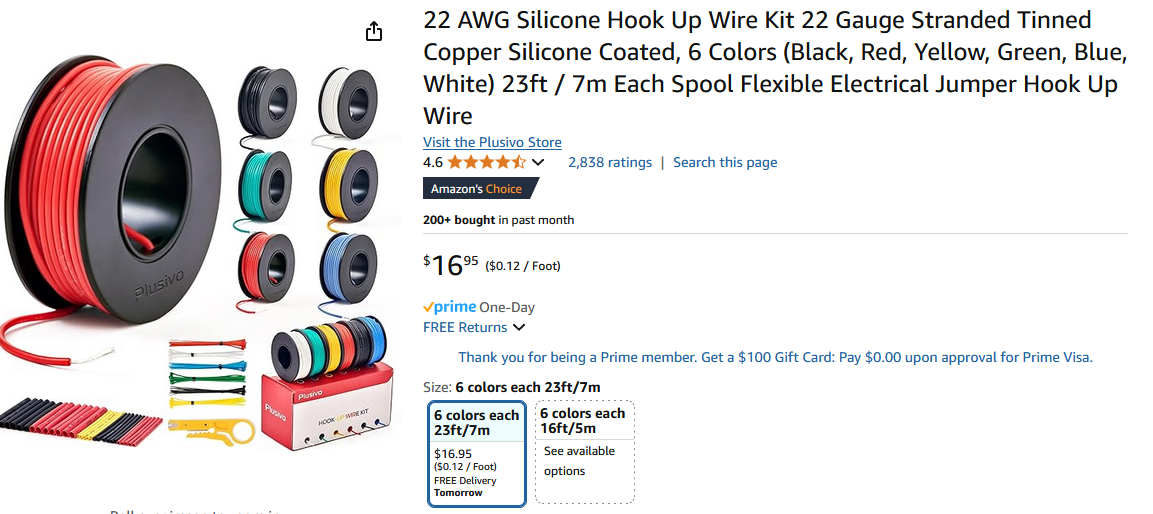 22 AWG Silicone Hook Up Wire Kit 22 Gauge Stranded Tinned
Copper Silicone Coated, 6 Colors (Black, Red, Yellow, Green, Blue,
White) 23ft / 7m Each Spool Flexible Electrical Jumper Hook Up
Wire
Visit the Plusivo Store
4.6
2,838 ratings | Search this page
Amazon's Choice
200+ bought in past month
$1695 ($0.12 / Foot)
prime One-Day
FREE Returns
Thank you for being a Prime member. Get a $100 Gift Card: Pay $0.00 upon approval for Prime Visa.
Size: 6 colors each 23ft/7m
6 colors each
23ft/7m
$16.95
($0.12 / Foot)
FREE Delivery
Tomorrow
6 colors each
16ft/5m
See available
options
Plusivo
Plusivo
Plusivo
HOOK UP WIRE KIT